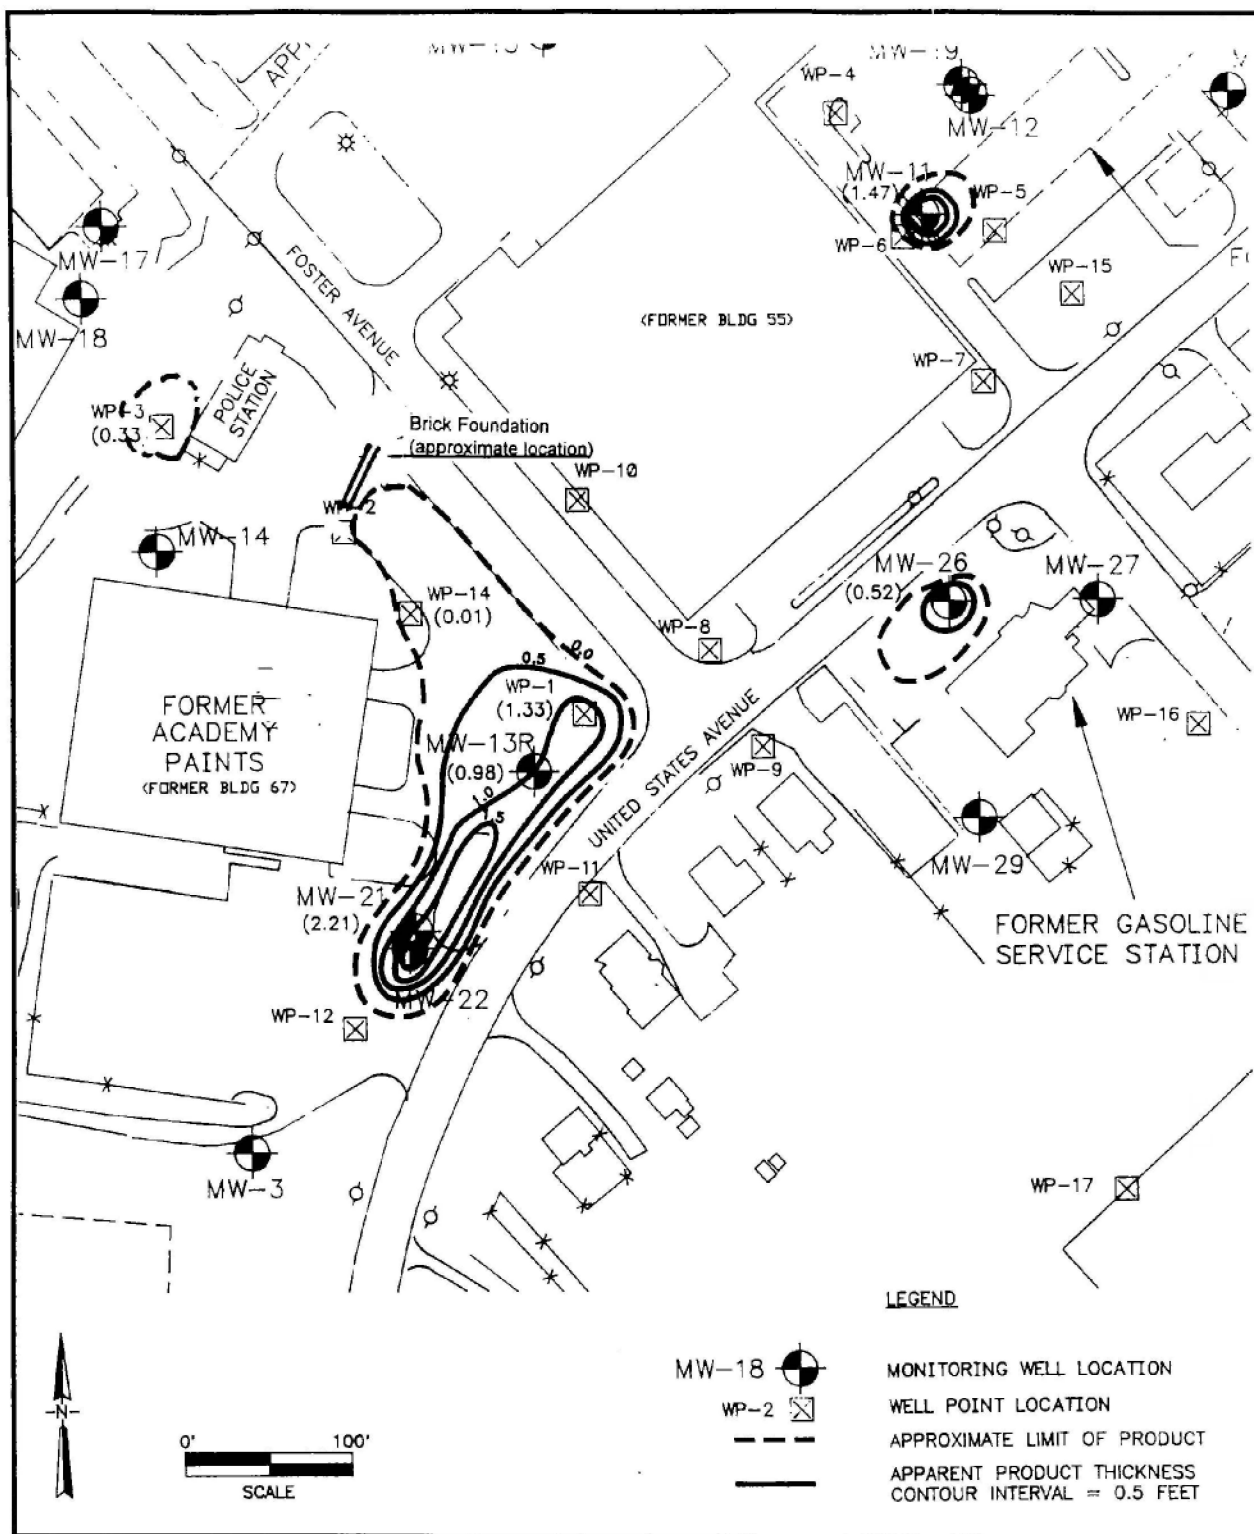 MW-19
WP-4
MW-12
MW-11
(1.47)
WP-5
WP-6
MW-17
FOSTER AVENUE
WP-15
MW-18
(FORMER BLDG 55)
WP-7
POLICE
STATION
WP-3
(0.33
Brick Foundation
(approximate location)
WP-10
WP-2
MW-14
MW-26
(0.52)
MW-27
WP-14
(0.01)
WP-8
0.0
0.5
WP-1
(1.33)
FORMER
ACADEMY
PAINTS
(FORMER BLDG 67)
MW-13R
(0.98)
UNITED STATES AVENUE
WP-16
WP-9
1.0
MW-29
WP-11
MW-21
(2.21)
FORMER GASOLINE
SERVICE STATION
MW-22
WP-12
MW-3
WP-17
LEGEND
MW-18 MONITORING WELL LOCATION
WP-2 WELL POINT LOCATION
APPROXIMATE LIMIT OF PRODUCT
APPARENT PRODUCT THICKNESS
CONTOUR INTERVAL = 0.5 FEET
N
0' 100'
SCALE